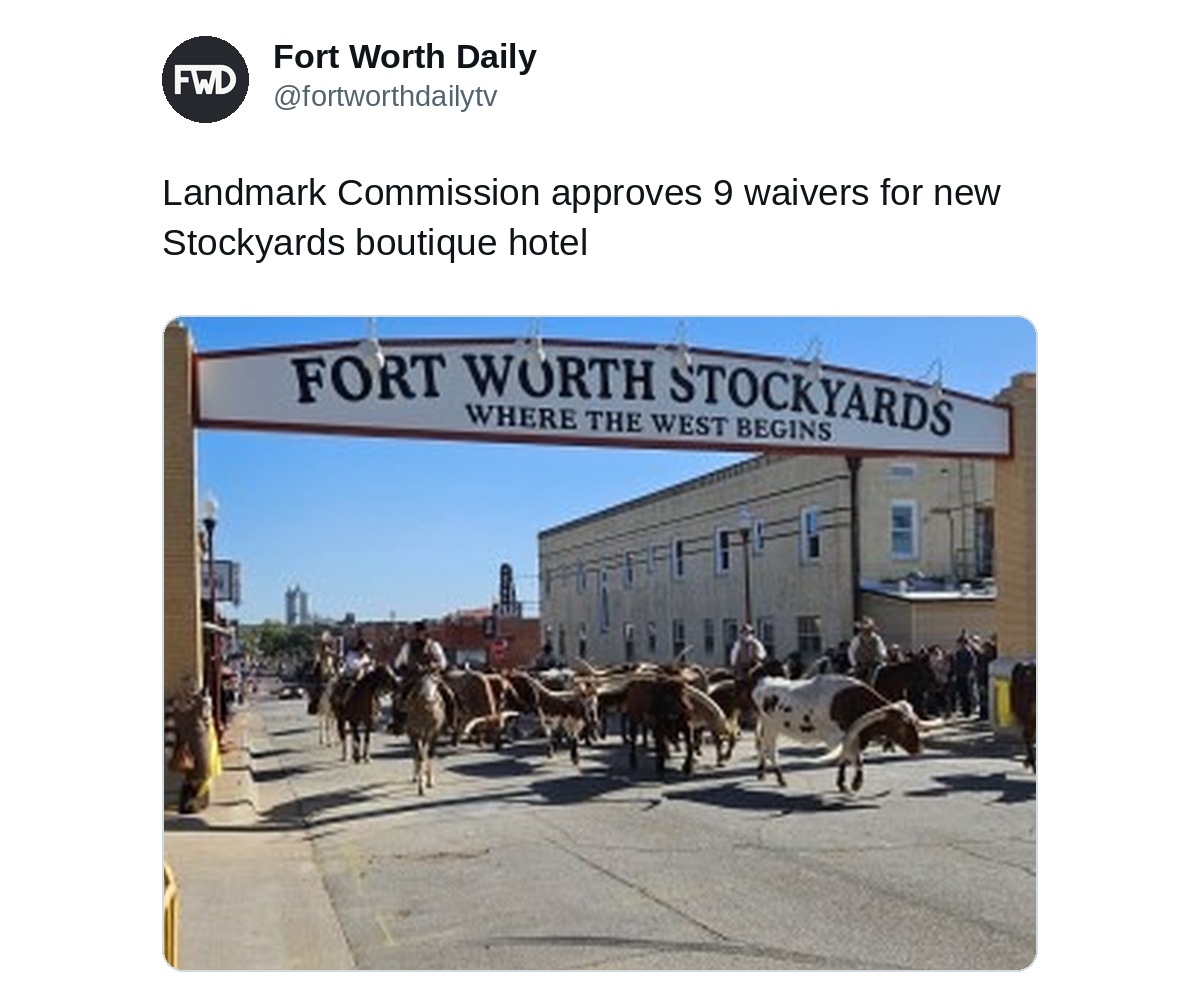 FWD
Fort Worth Daily
@fortworthdailytv
Landmark Commission approves 9 waivers for new
Stockyards boutique hotel
FORT WORTH STOCKYARDS
WHERE THE WEST BEGINS